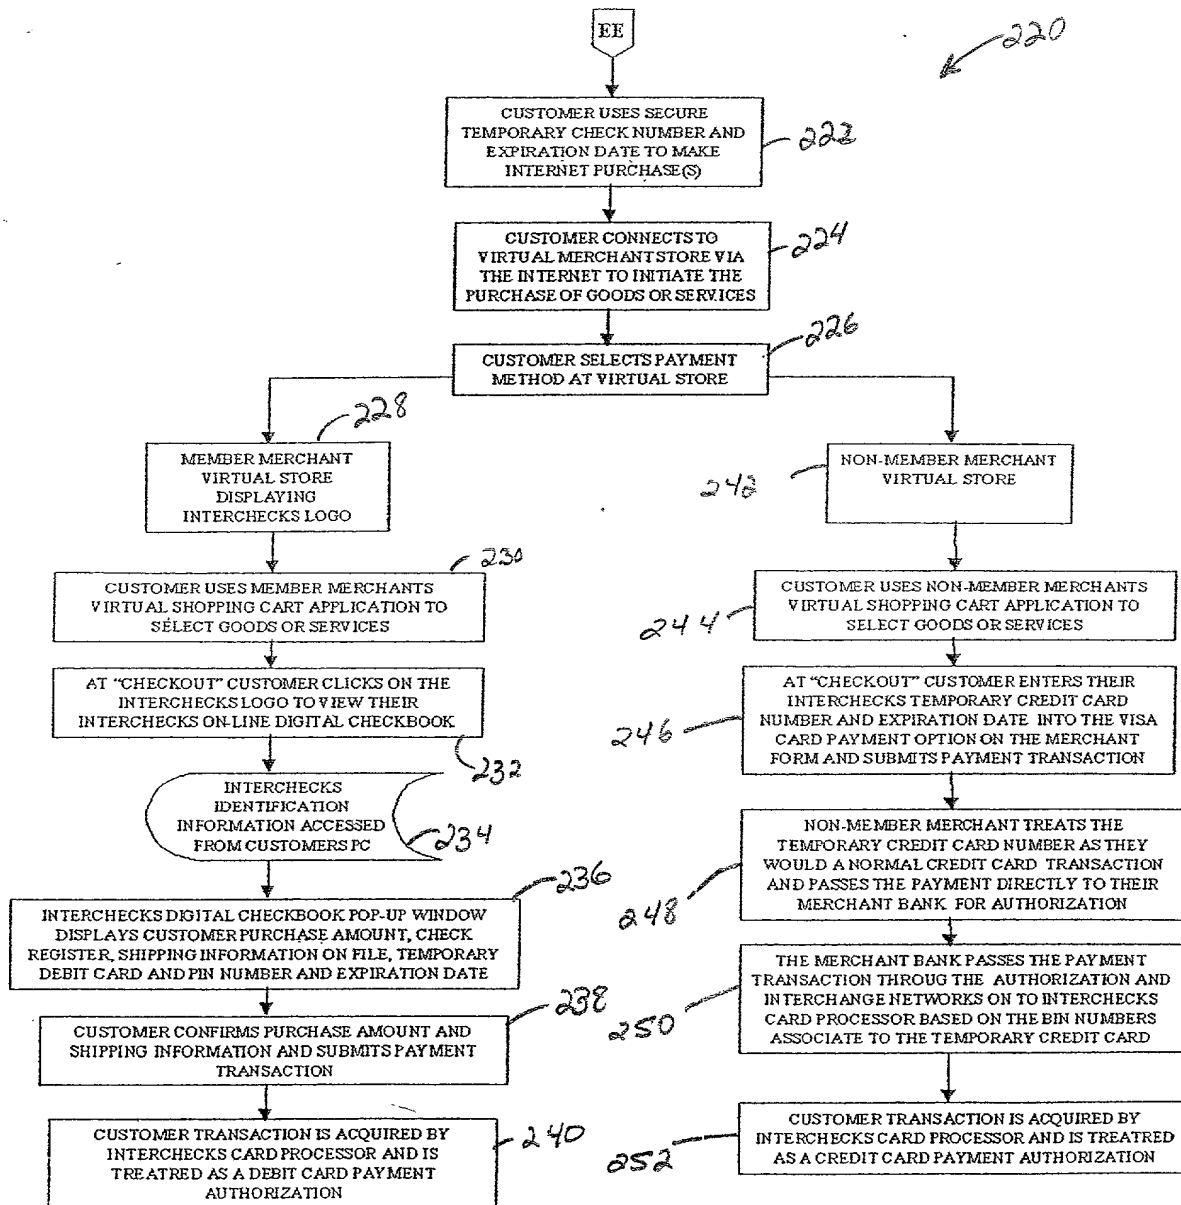 EE
220
CUSTOMER USES SECURE
TEMPORARY CHECK NUMBER AND
EXPIRATION DATE TO MAKE
INTERNET PURCHASE(S)
222
CUSTOMER CONNECTS TO
VIRTUAL MERCHANT STORE VIA
THE INTERNET TO INITIATE THE
PURCHASE OF GOODS OR SERVICES
224
CUSTOMER SELECTS PAYMENT
METHOD AT VIRTUAL STORE
226
MEMBER MERCHANT
VIRTUAL STORE
DISPLAYING
INTERCHECKS LOGO
228
CUSTOMER USES MEMBER MERCHANTS
VIRTUAL SHOPPING CART APPLICATION TO
SELECT GOODS OR SERVICES
230
AT "CHECKOUT" CUSTOMER CLICKS ON THE
INTERCHECKS LOGO TO VIEW THEIR
INTERCHECKS ON-LINE DIGITAL CHECKBOOK
232
INTERCHECKS
IDENTIFICATION
INFORMATION ACCESSED
FROM CUSTOMERS PC
234
INTERCHECKS DIGITAL CHECKBOOK POP-UP WINDOW
DISPLAYS CUSTOMER PURCHASE AMOUNT, CHECK
REGISTER, SHIPPING INFORMATION ON FILE, TEMPORARY
DEBIT CARD AND PIN NUMBER AND EXPIRATION DATE
236
CUSTOMER CONFIRMS PURCHASE AMOUNT AND
SHIPPING INFORMATION AND SUBMITS PAYMENT
TRANSACTION
238
CUSTOMER TRANSACTION IS ACQUIRED BY
INTERCHECKS CARD PROCESSOR AND IS
TREATRED AS A DEBIT CARD PAYMENT
AUTHORIZATION
240
NON-MEMBER MERCHANT
VIRTUAL STORE
242
CUSTOMER USES NON-MEMBER MERCHANTS
VIRTUAL SHOPPING CART APPLICATION TO
SELECT GOODS OR SERVICES
244
AT "CHECKOUT" CUSTOMER ENTERS THEIR
INTERCHECKS TEMPORARY CREDIT CARD
NUMBER AND EXPIRATION DATE INTO THE VISA
CARD PAYMENT OPTION ON THE MERCHANT
FORM AND SUBMITS PAYMENT TRANSACTION
246
NON-MEMBER MERCHANT TREATS THE
TEMPORARY CREDIT CARD NUMBER AS THEY
WOULD A NORMAL CREDIT CARD TRANSACTION
AND PASSES THE PAYMENT DIRECTLY TO THEIR
MERCHANT BANK FOR AUTHORIZATION
248
THE MERCHANT BANK PASSES THE PAYMENT
TRANSACTION THROUG THE AUTHORIZATION AND
INTERCHANGE NETWORKS ON TO INTERCHECKS
CARD PROCESSOR BASED ON THE BIN NUMBERS
ASSOCIATE TO THE TEMPORARY CREDIT CARD
250
CUSTOMER TRANSACTION IS ACQUIRED BY
INTERCHECKS CARD PROCESSOR AND IS TREATRED
AS A CREDIT CARD PAYMENT AUTHORIZATION
252